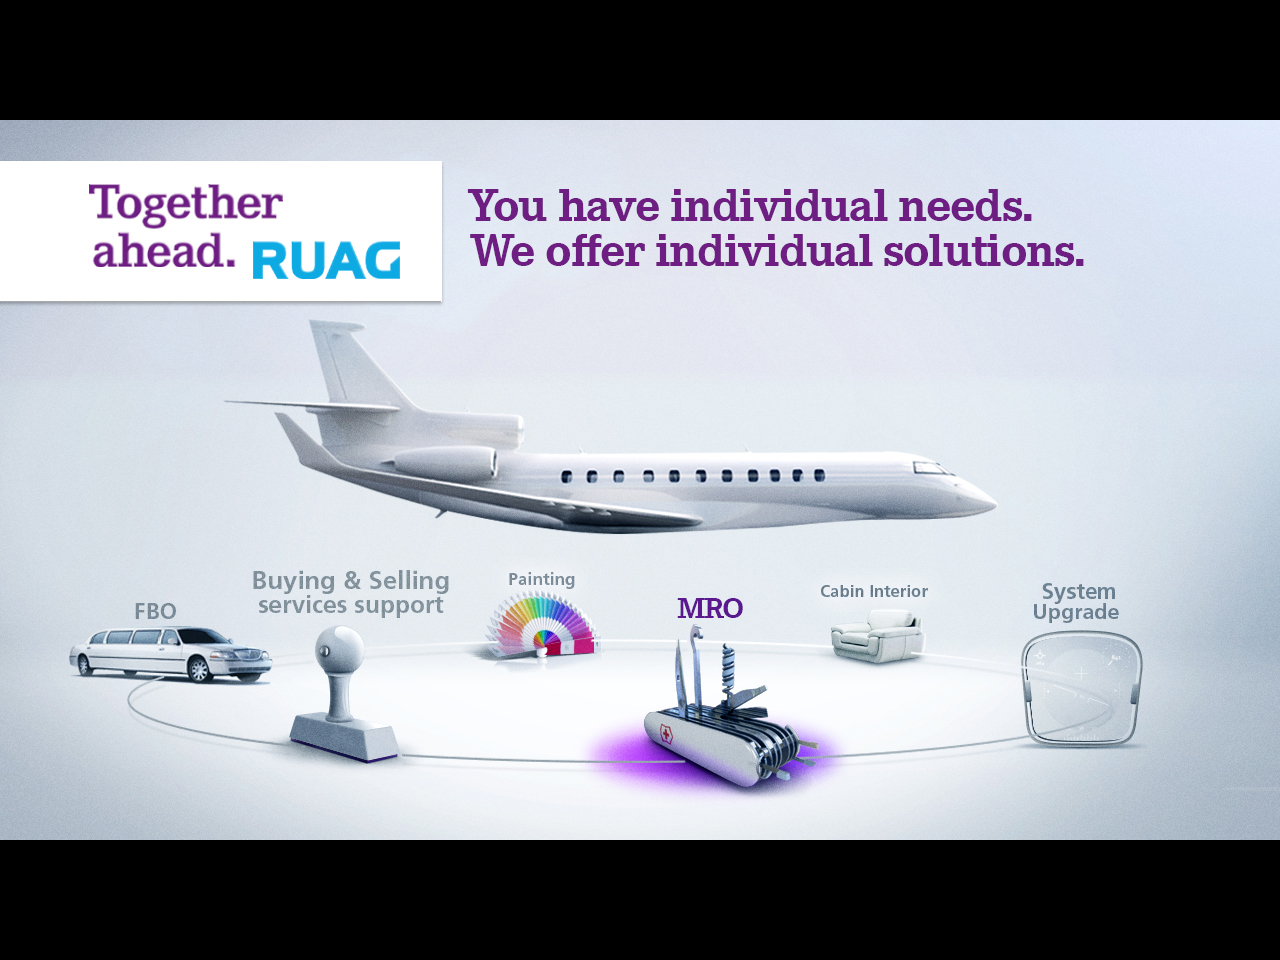 Together
ahead. RUAG
You have individual needs.
We offer individual solutions.
FBO
Buying & Selling
services support
Painting
MRO
Cabin Interior
System
Upgrade